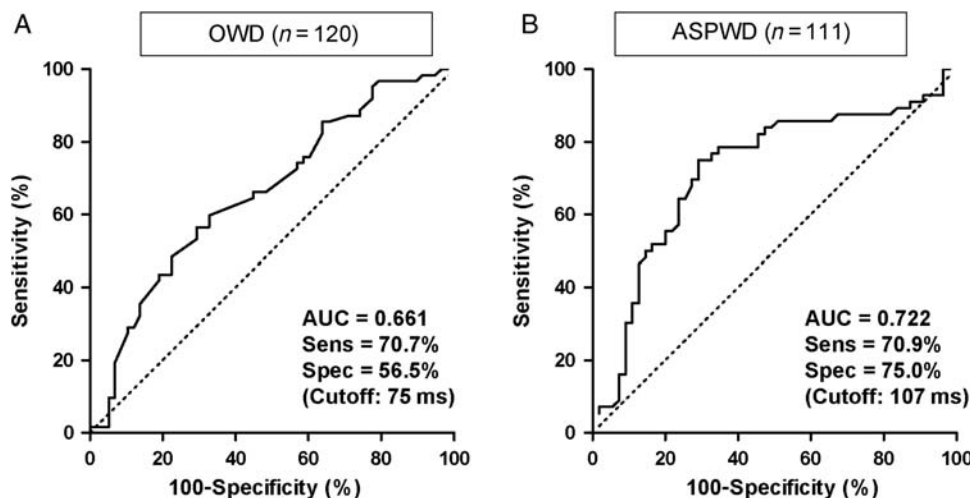 A
OWD (n = 120)
100
80
60
40
20
0
Sensitivity (%)
AUC = 0.661
Sens = 70.7%
Spec = 56.5%
(Cutoff: 75 ms)
0 20 40 60 80 100
100-Specificity (%)
B
ASPWD (n = 111)
100
80
60
40
20
0
Sensitivity (%)
AUC = 0.722
Sens = 70.9%
Spec = 75.0%
(Cutoff: 107 ms)
0 20 40 60 80 100
100-Specificity (%)